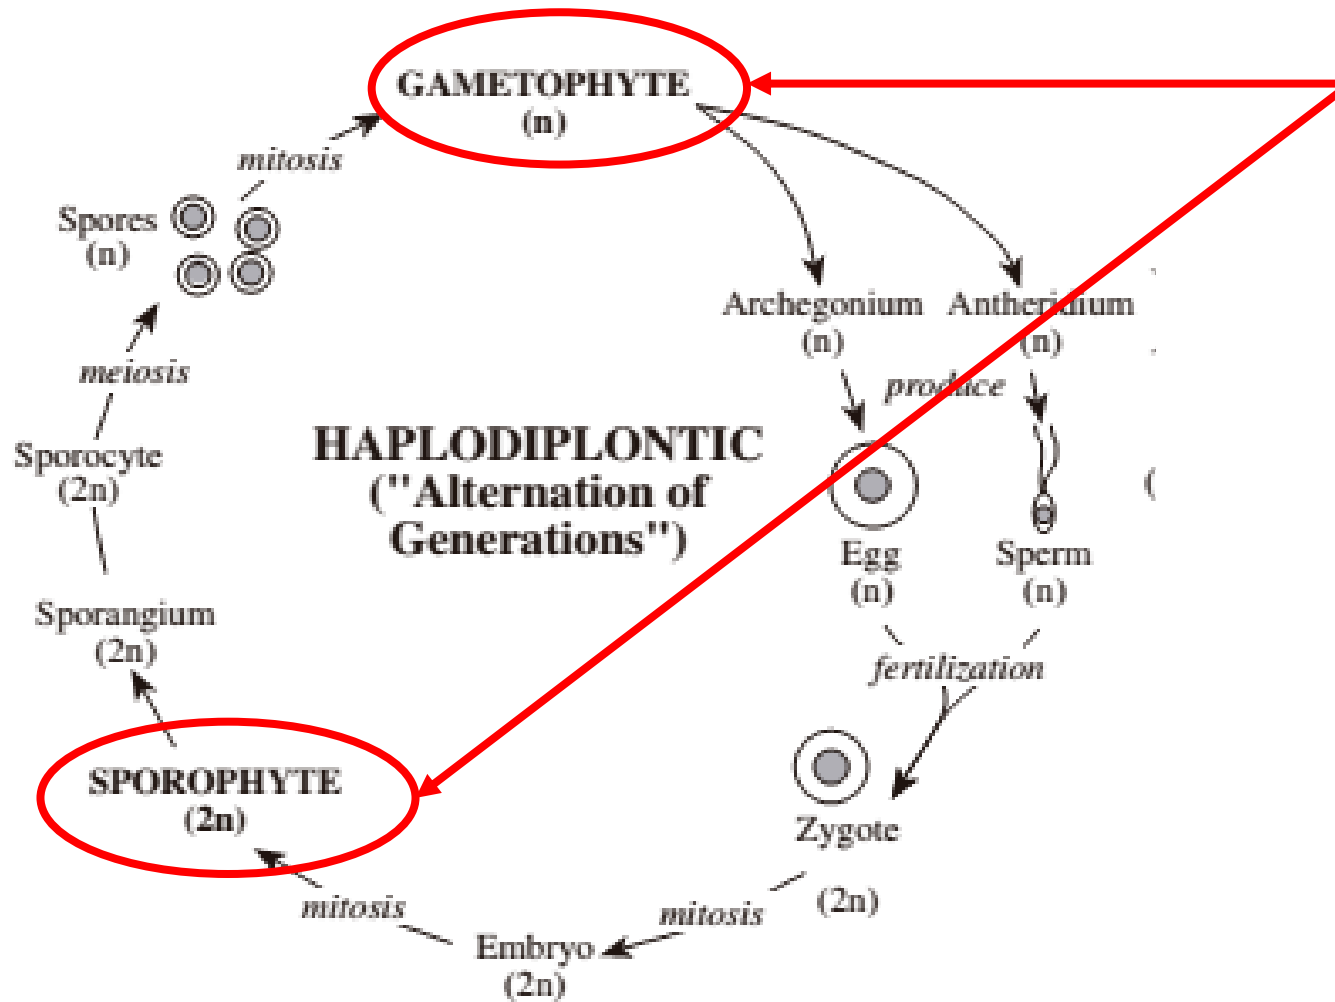 GAMETOPHYTE
(n)
mitosis
Spores
(n)
meiosis
Sporocyte
(2n)
Sporangium
(2n)
SPOROPHYTE
(2n)
mitosis
Embryo
(2n)
mitosis
Zygote
(2n)
fertilization
Egg
(n)
Sperm
(n)
produce
Archegonium
(n)
Antheridium
(n)
HAPLODIPLONTIC
("Alternation of
Generations")
(